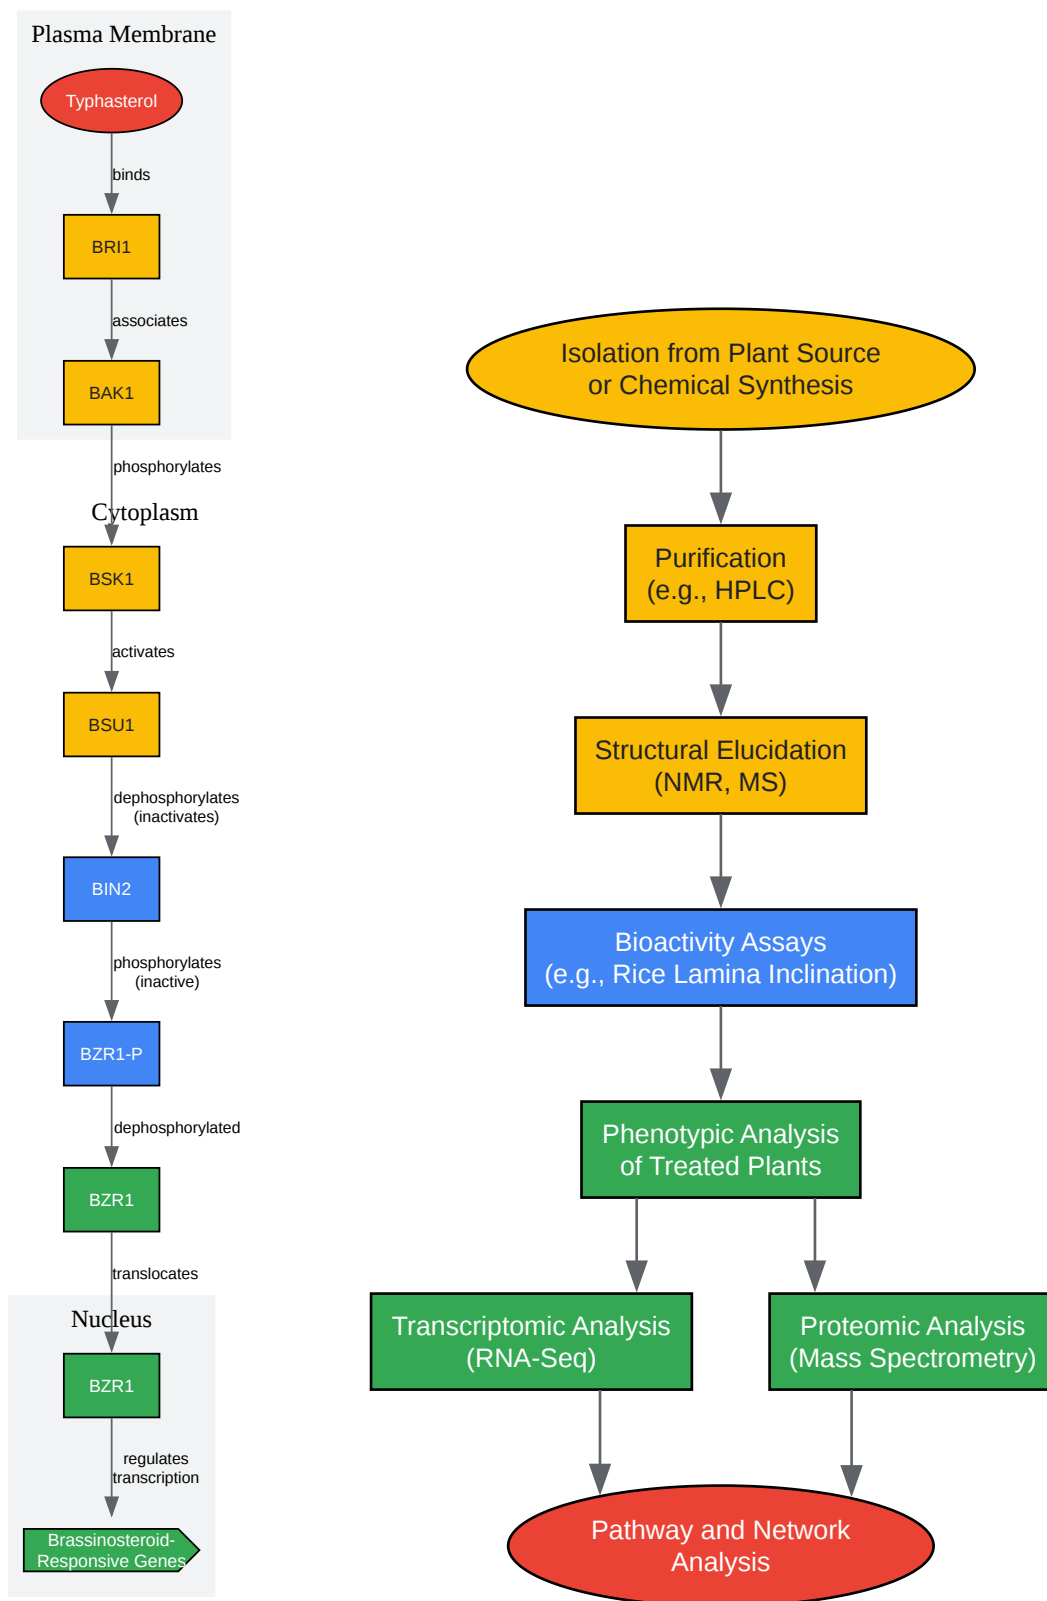 Plasma Membrane
Typhasterol
binds
BRI1
associates
BAK1
phosphorylates
Cytoplasm
BSK1
activates
BSU1
dephosphorylates
(inactivates)
BIN2
phosphorylates
(inactive)
BZR1-P
dephosphorylated
BZR1
translocates
Nucleus
BZR1
regulates
transcription
Brassinosteroid-
Responsive Genes
Isolation from Plant Source
or Chemical Synthesis
Purification
(e.g., HPLC)
Structural Elucidation
(NMR, MS)
Bioactivity Assays
(e.g., Rice Lamina Inclination)
Phenotypic Analysis
of Treated Plants
Transcriptomic Analysis
(RNA-Seq)
Proteomic Analysis
(Mass Spectrometry)
Pathway and Network
Analysis